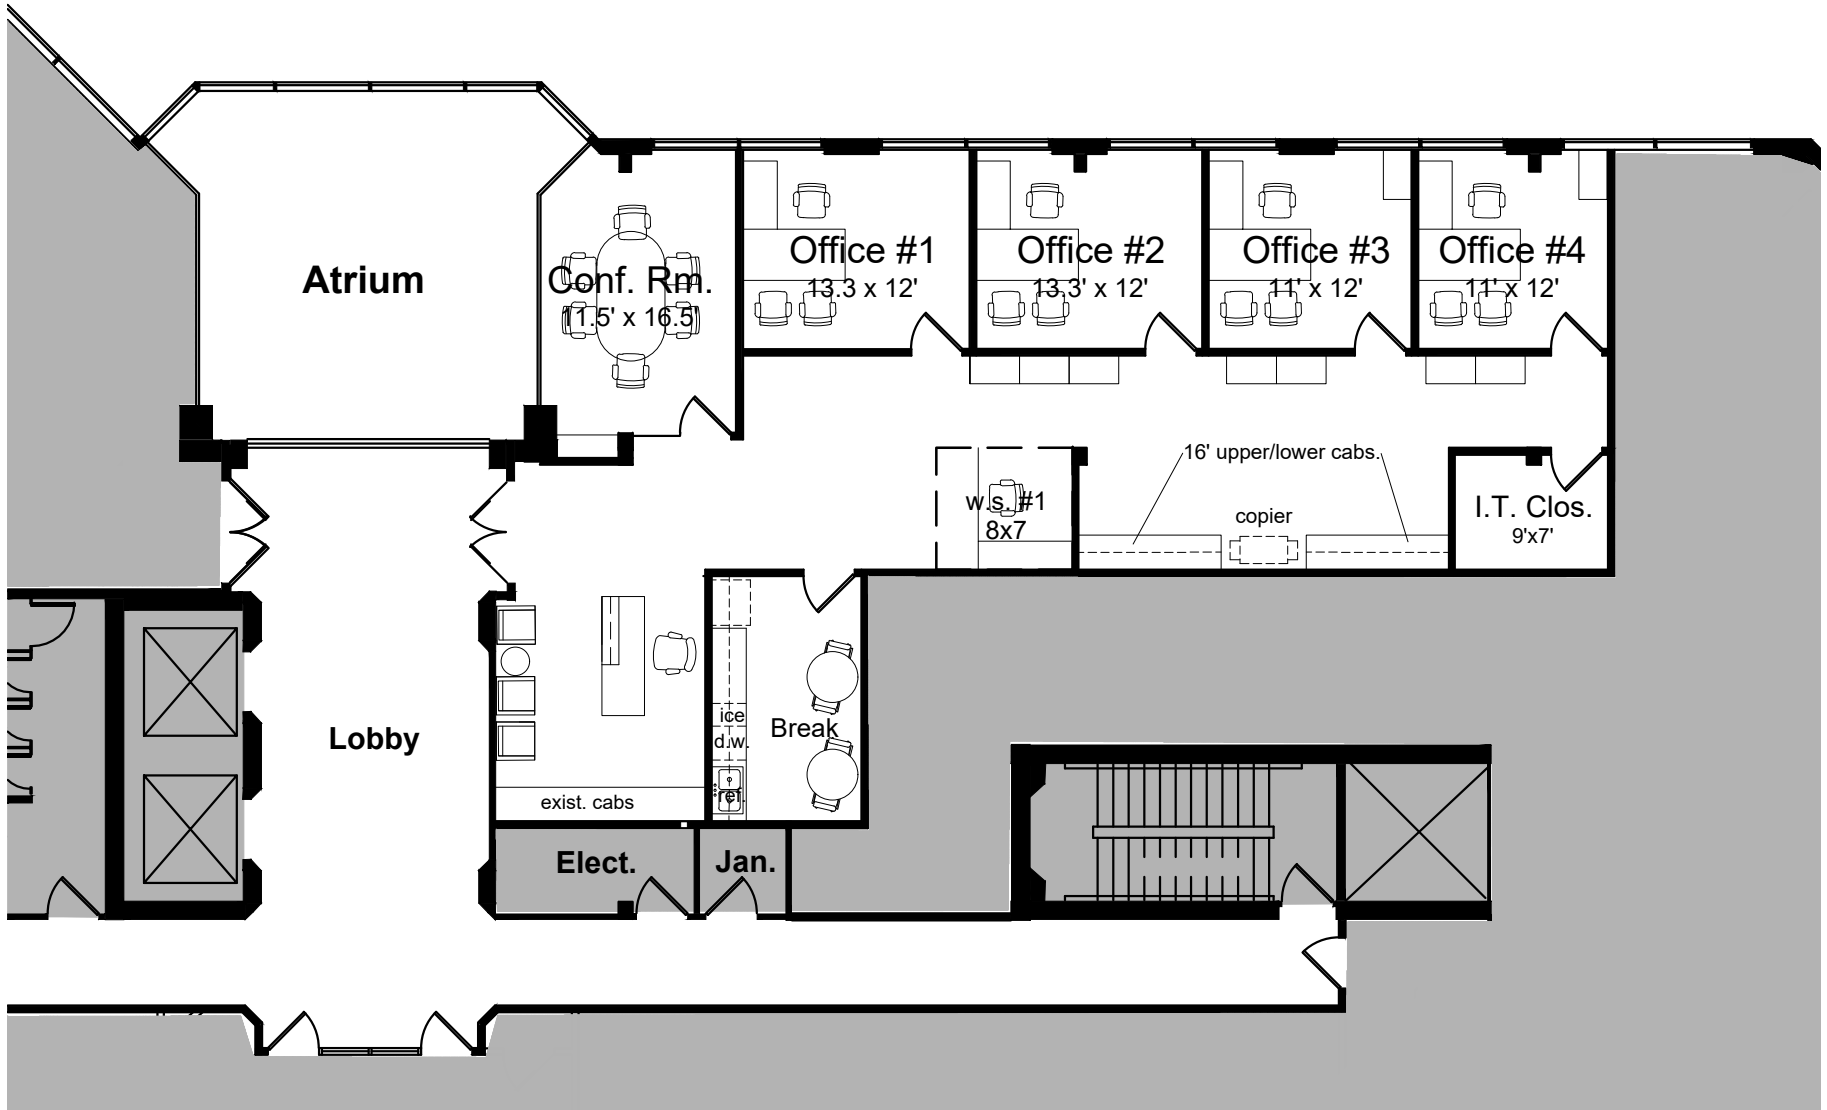 Atrium
Conf. Rm.
11.5' x 16.5'
Office #1
13.3 x 12'
Office #2
13.3' x 12'
Office #3
11' x 12'
Office #4
11' x 12'
16' upper/lower cabs.
w.s. #1
8x7
copier
I.T. Clos.
9'x7'
Lobby
ice
d.w.
Break
ref.
exist. cabs
Elect.
Jan.